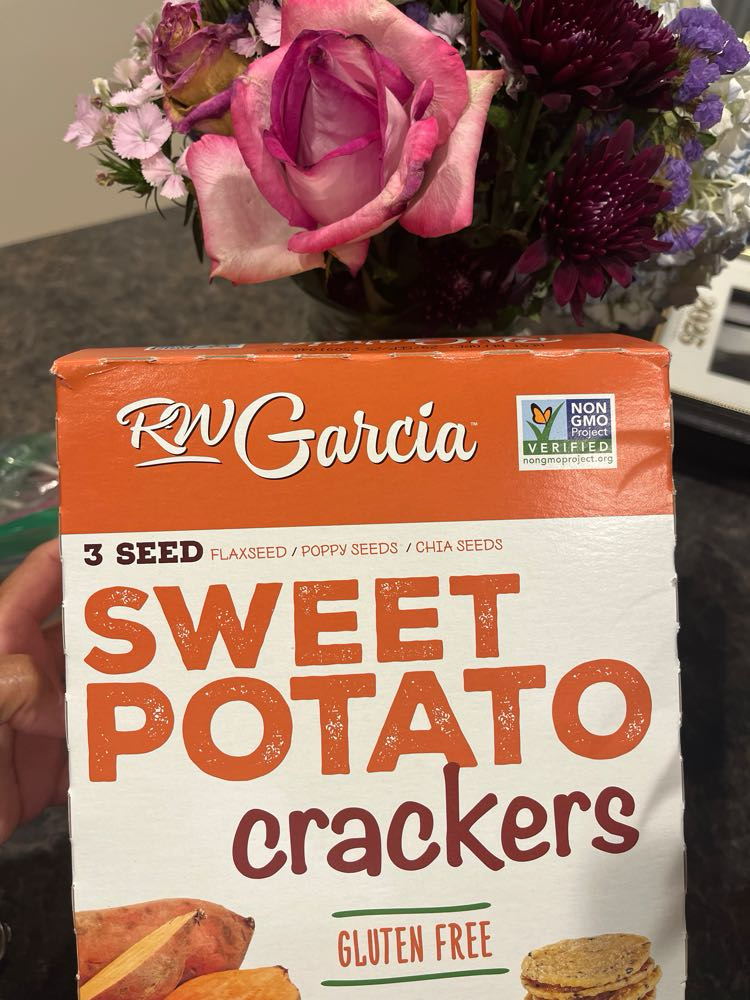 RW Garcia™
NON
GMO
Project
VERIFIED
nongmoproject.org
3 SEED FLAXSEED / POPPY SEEDS / CHIA SEEDS
SWEET
POTATO
crackers
GLUTEN FREE